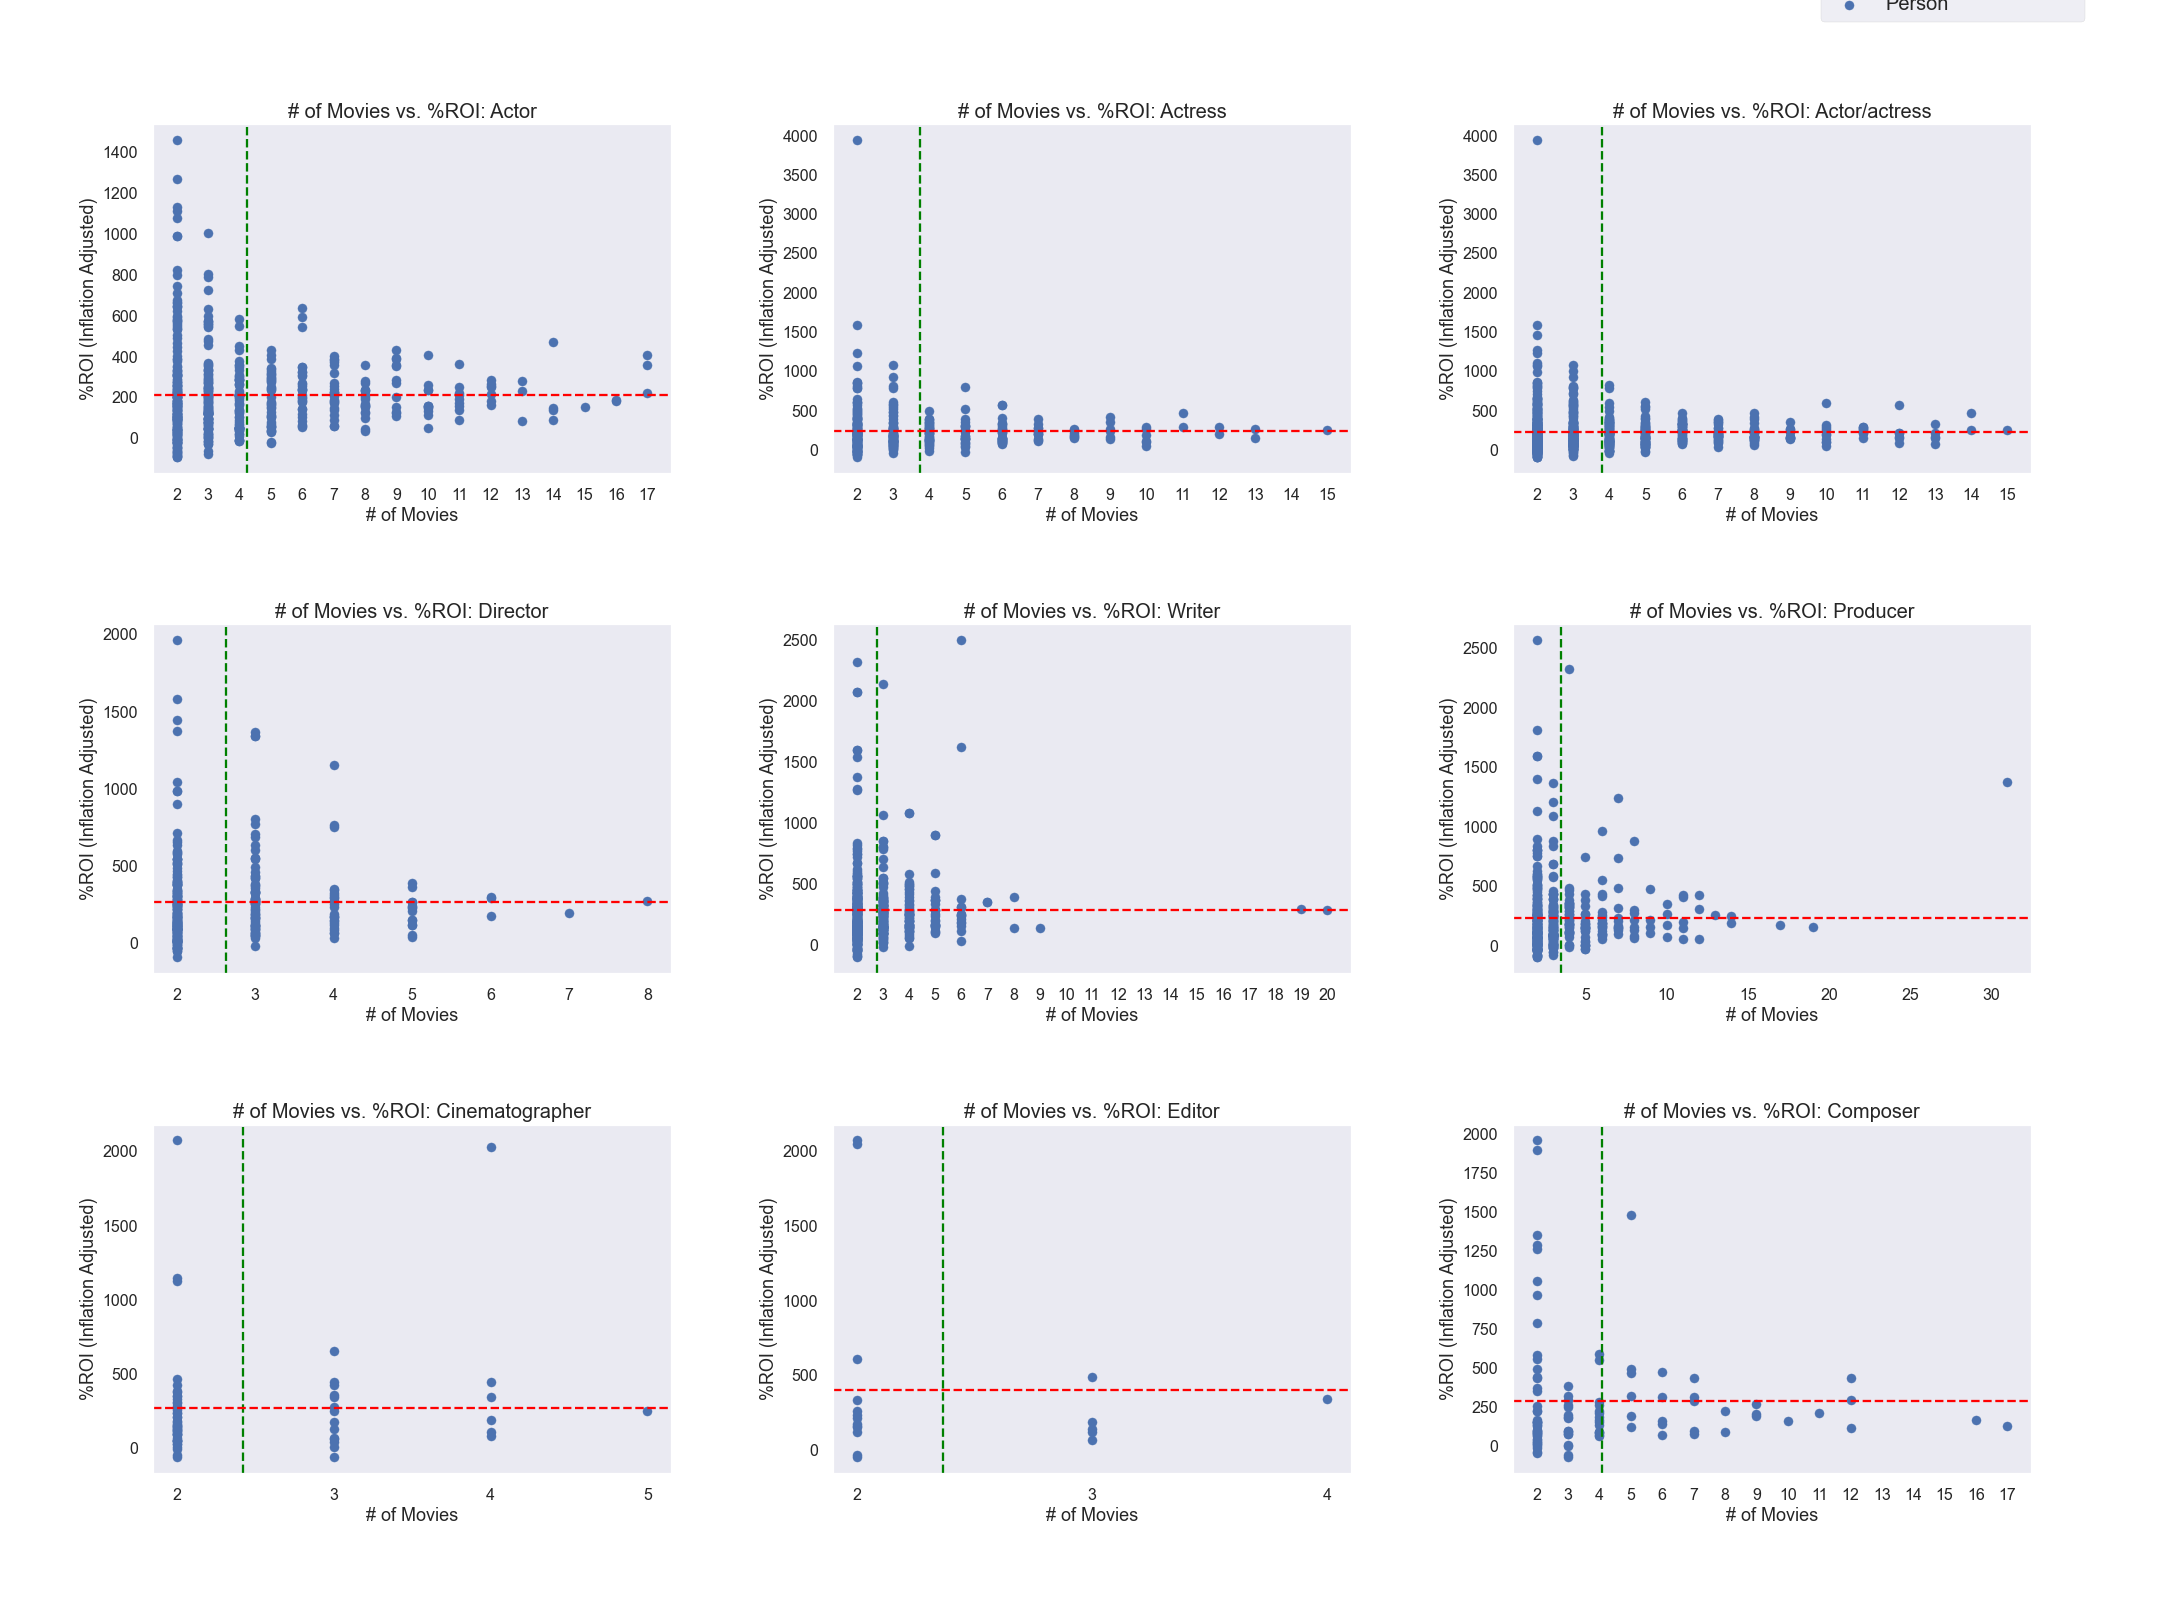 Person
# of Movies vs. %ROI: Actor
%ROI (Inflation Adjusted)
1400
1200
1000
800
600
400
200
0
2 3 4 5 6 7 8 9 10 11 12 13 14 15 16 17
# of Movies
# of Movies vs. %ROI: Actress
%ROI (Inflation Adjusted)
4000
3500
3000
2500
2000
1500
1000
500
0
2 3 4 5 6 7 8 9 10 11 12 13 14 15
# of Movies
# of Movies vs. %ROI: Actor/actress
%ROI (Inflation Adjusted)
4000
3500
3000
2500
2000
1500
1000
500
0
2 3 4 5 6 7 8 9 10 11 12 13 14 15
# of Movies
# of Movies vs. %ROI: Director
%ROI (Inflation Adjusted)
2000
1500
1000
500
0
2 3 4 5 6 7 8
# of Movies
# of Movies vs. %ROI: Writer
%ROI (Inflation Adjusted)
2500
2000
1500
1000
500
0
2 3 4 5 6 7 8 9 10 11 12 13 14 15 16 17 18 19 20
# of Movies
# of Movies vs. %ROI: Producer
%ROI (Inflation Adjusted)
2500
2000
1500
1000
500
0
5 10 15 20 25 30
# of Movies
# of Movies vs. %ROI: Cinematographer
%ROI (Inflation Adjusted)
2000
1500
1000
500
0
2 3 4 5
# of Movies
# of Movies vs. %ROI: Editor
%ROI (Inflation Adjusted)
2000
1500
1000
500
0
2 3 4
# of Movies
# of Movies vs. %ROI: Composer
%ROI (Inflation Adjusted)
2000
1750
1500
1250
1000
750
500
250
0
2 3 4 5 6 7 8 9 10 11 12 13 14 15 16 17
# of Movies